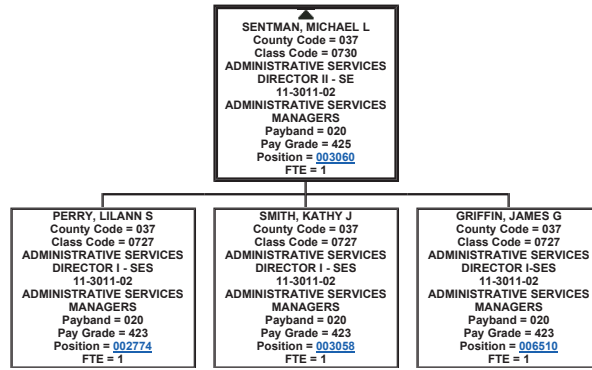 SENTMAN, MICHAEL L
County Code = 037
Class Code = 0730
ADMINISTRATIVE SERVICES
DIRECTOR II - SE
11-3011-02
ADMINISTRATIVE SERVICES
MANAGERS
Payband = 020
Pay Grade = 425
Position = 003060
FTE = 1
PERRY, LILANN S
County Code = 037
Class Code = 0727
ADMINISTRATIVE SERVICES
DIRECTOR I - SES
11-3011-02
ADMINISTRATIVE SERVICES
MANAGERS
Payband = 020
Pay Grade = 423
Position = 002774
FTE = 1
SMITH, KATHY J
County Code = 037
Class Code = 0727
ADMINISTRATIVE SERVICES
DIRECTOR I - SES
11-3011-02
ADMINISTRATIVE SERVICES
MANAGERS
Payband = 020
Pay Grade = 423
Position = 003058
FTE = 1
GRIFFIN, JAMES G
County Code = 037
Class Code = 0727
ADMINISTRATIVE SERVICES
DIRECTOR I-SES
11-3011-02
ADMINISTRATIVE SERVICES
MANAGERS
Payband = 020
Pay Grade = 423
Position = 006510
FTE = 1